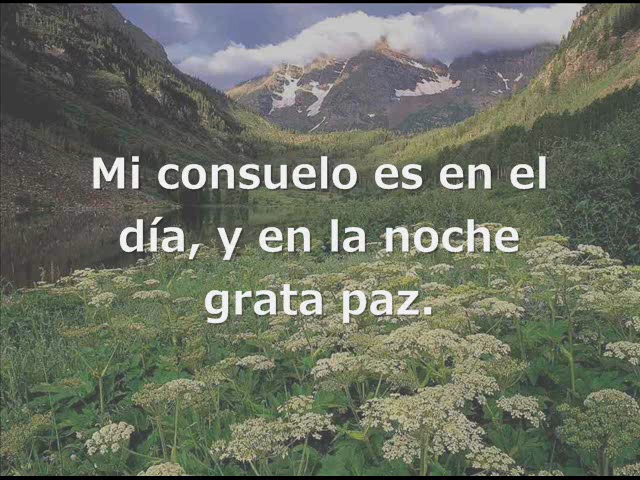 Mi consuelo es en el
día, y en la noche
grata paz.